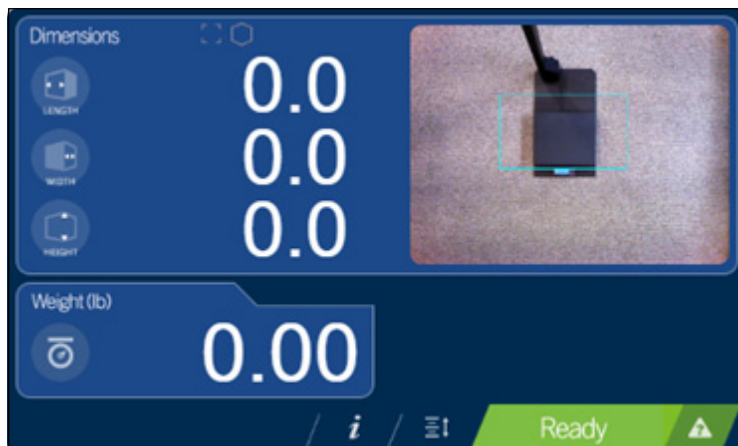 Dimensions
LENGTH
0.0
WIDTH
0.0
HEIGHT
0.0
Weight (lb)
0.00
i
Ready